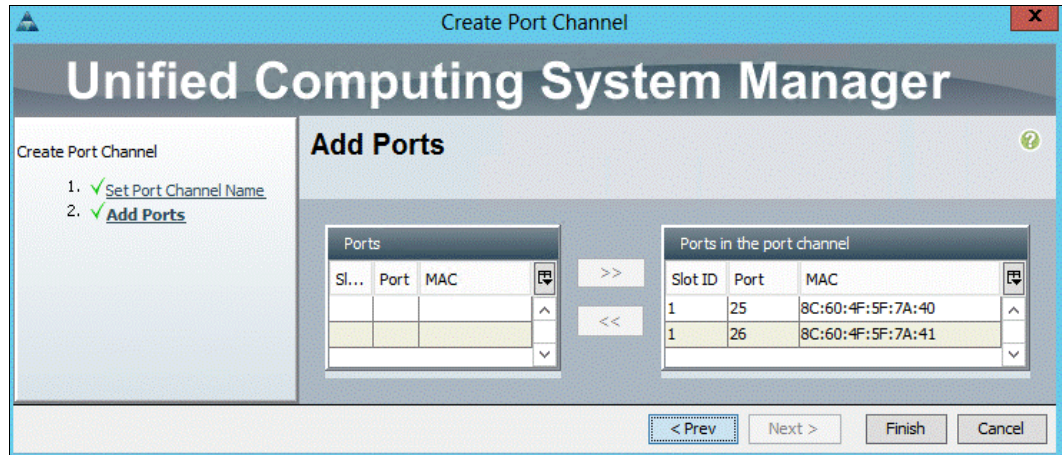 Create Port Channel
X
Unified Computing System Manager
Create Port Channel
1. Set Port Channel Name
2. Add Ports
Add Ports
?
Ports
Sl... Port MAC
>>
<<
Ports in the port channel
Slot ID Port MAC
1 25 8C:60:4F:5F:7A:40
1 26 8C:60:4F:5F:7A:41
< Prev Next > Finish Cancel